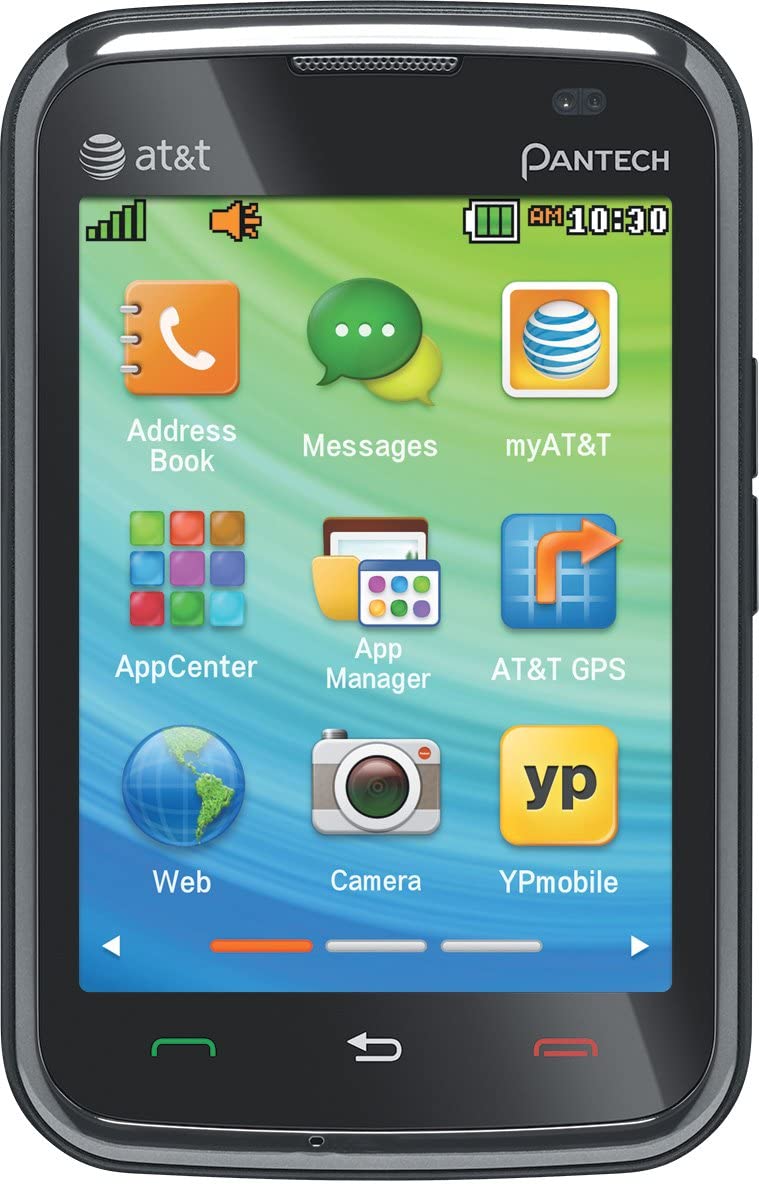 at&t PANTECH
AM 10:30
Address
Book
Messages
myAT&T
AppCenter
App
Manager
AT&T GPS
Web
Camera
yp
YPmobile